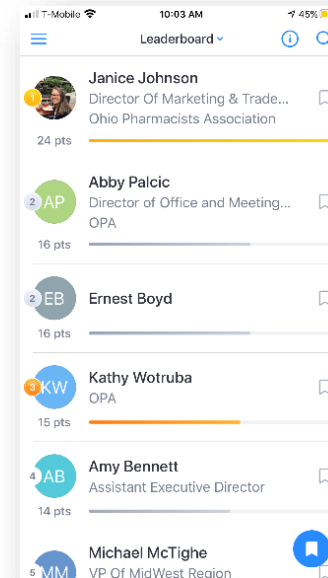 T-Mobile
10:03 AM
45%
Leaderboard
1
Janice Johnson
Director Of Marketing & Trade...
Ohio Pharmacists Association
24 pts
2
AP
Abby Palcic
Director of Office and Meeting...
OPA
16 pts
2
EB
Ernest Boyd
16 pts
3
KW
Kathy Wotruba
OPA
15 pts
4
AB
Amy Bennett
Assistant Executive Director
14 pts
5
MM
Michael McTighe
VP Of MidWest Region